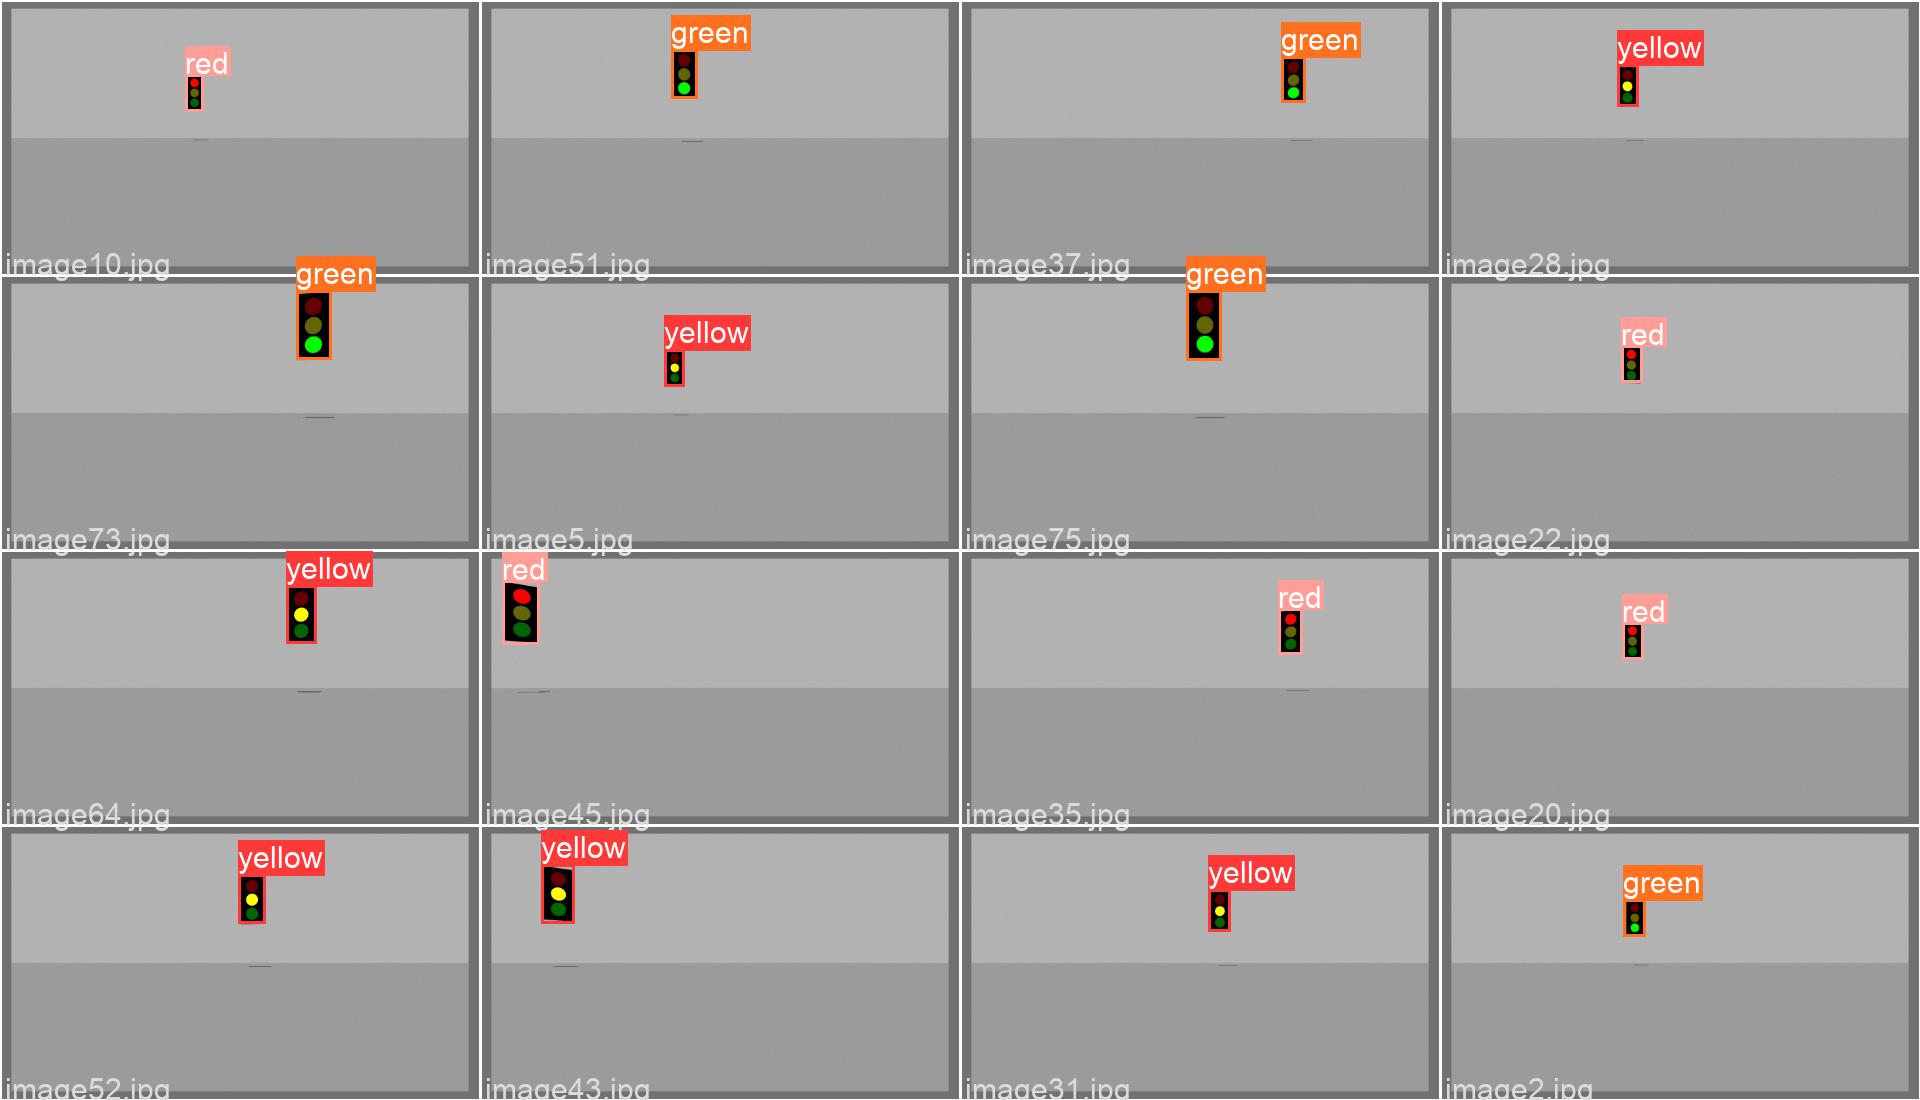 red
green
green
yellow
image10.jpg
image51.jpg
image37.jpg
image28.jpg
green
yellow
green
red
image73.jpg
image5.jpg
image75.jpg
image22.jpg
yellow
red
red
red
image64.jpg
image45.jpg
image35.jpg
image20.jpg
yellow
yellow
yellow
green
image52.jpg
image43.jpg
image31.jpg
image2.jpg